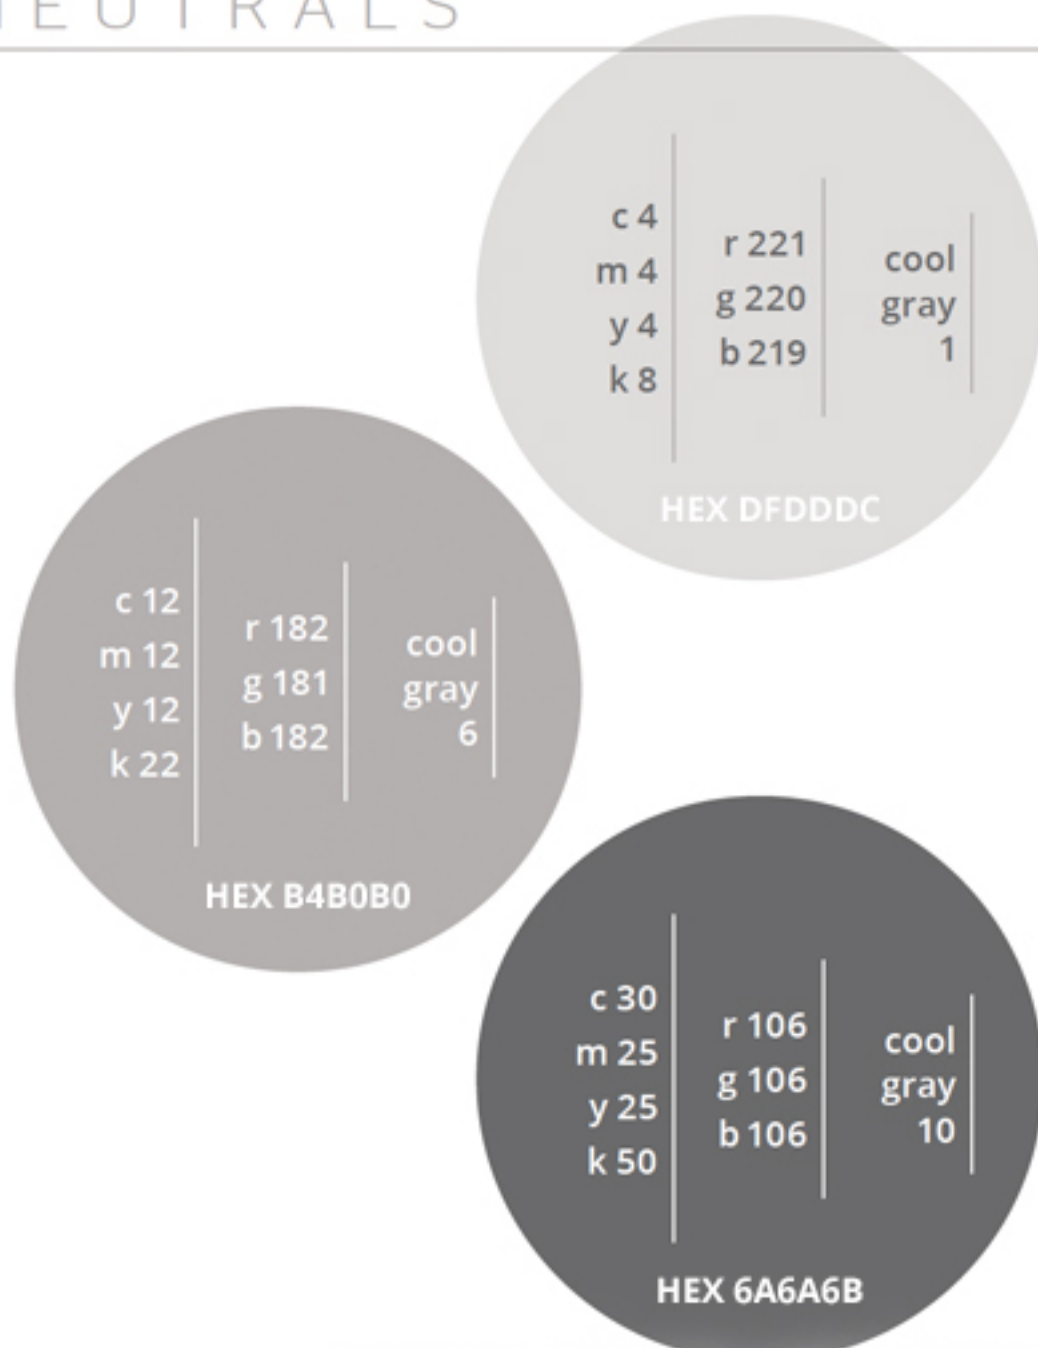 NEUTRALS
c 4
m 4
y 4
k 8
r 221
g 220
b 219
cool
gray
1
HEX DFDDDC
c 12
m 12
y 12
k 22
r 182
g 181
b 182
cool
gray
6
HEX B4B0B0
c 30
m 25
y 25
k 50
r 106
g 106
b 106
cool
gray
10
HEX 6A6A6B